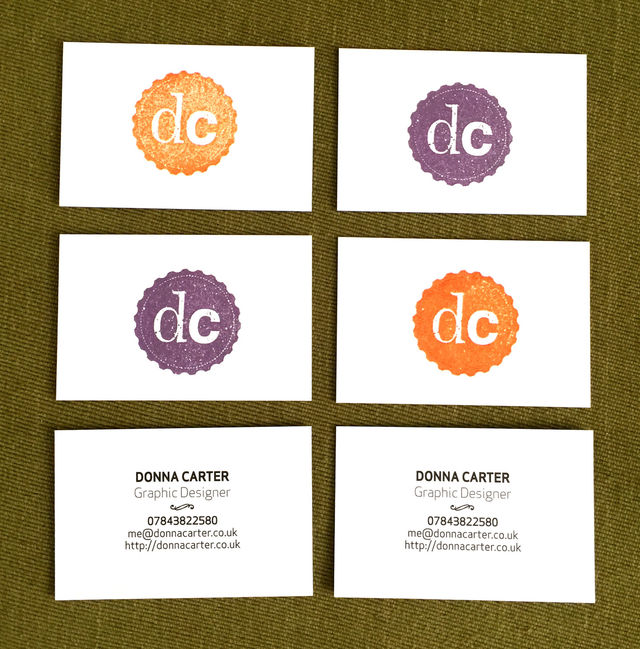 dc
dc
dc
dc
DONNA CARTER
Graphic Designer
07843822580
me@donnacarter.co.uk
http://donnacarter.co.uk
DONNA CARTER
Graphic Designer
07843822580
me@donnacarter.co.uk
http://donnacarter.co.uk